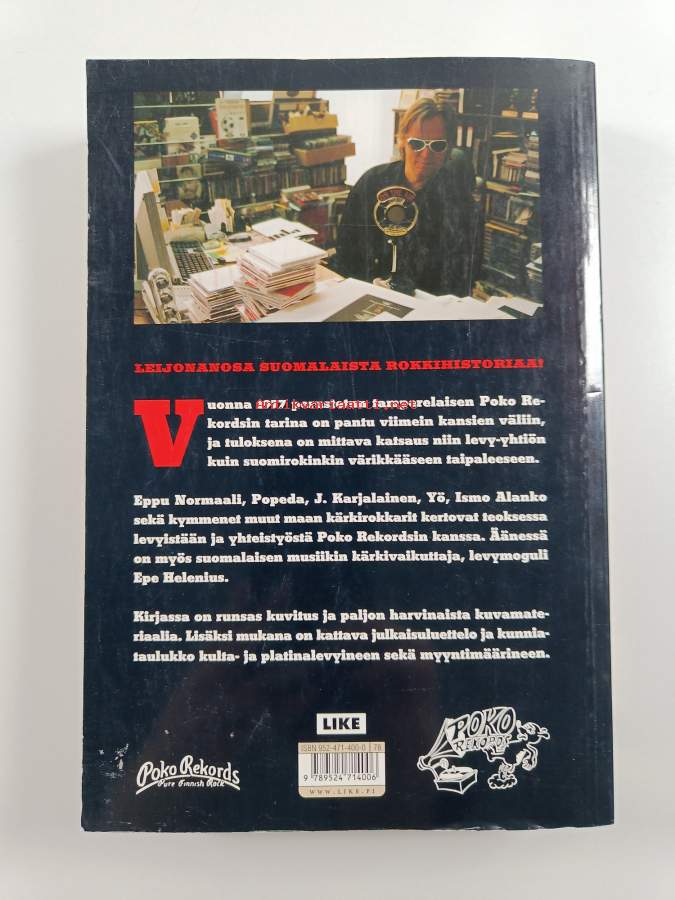 LEIJONANOSA SUOMALAISTA ROKKIHISTORIAA!
Vuonna perustetun tamperelaisen Poko Re-
antikvariaatti.net
kordsin tarina on pantu viimein kansien väliin,
ja tuloksena on mittava katsaus niin levy-yhtiön
kuin suomirokinkin värikkääseen taipaleeseen.
Eppu Normaali, Popeda, J. Karjalainen, Yö, Ismo Alanko
sekä kymmenet muut maan kärkirokkarit kertovat teoksessa
levyistään ja yhteistyöstä Poko Rekordsin kanssa. Äänessä
on myös suomalaisen musiikin kärkivaikuttaja, levymoguli
Epe Helenius.
Kirjassa on runsas kuvitus ja paljon harvinaista kuvamate-
riaalia. Lisäksi mukana on kattava julkaisuluettelo ja kunnia-
taulukko kulta- ja platinalevyineen sekä myyntimäärineen.
LIKE
ISBN 952-471-400-0 | 78
9 789524 714006
WWW.LIKE.FI
Poko Rekords
Pure Finnish Rock
POKO
REKORDS